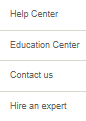 Help Center
Education Center
Contact us
Hire an expert